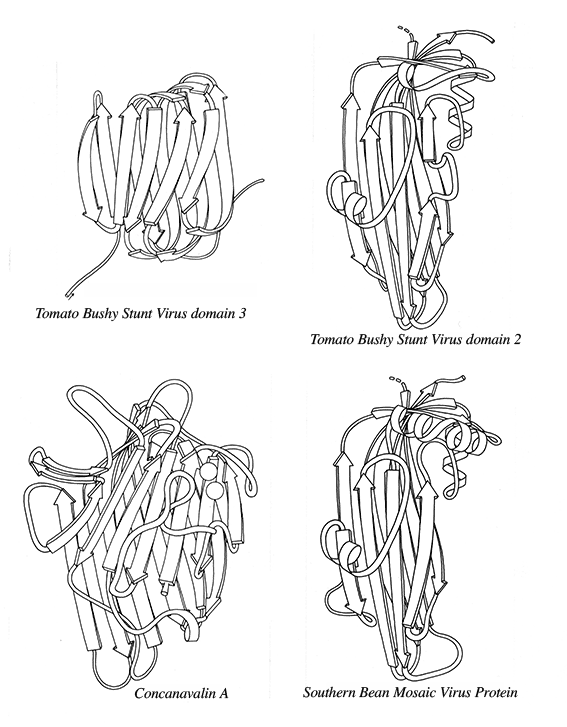 Tomato Bushy Stunt Virus domain 3
Tomato Bushy Stunt Virus domain 2
Concanavalin A
Southern Bean Mosaic Virus Protein